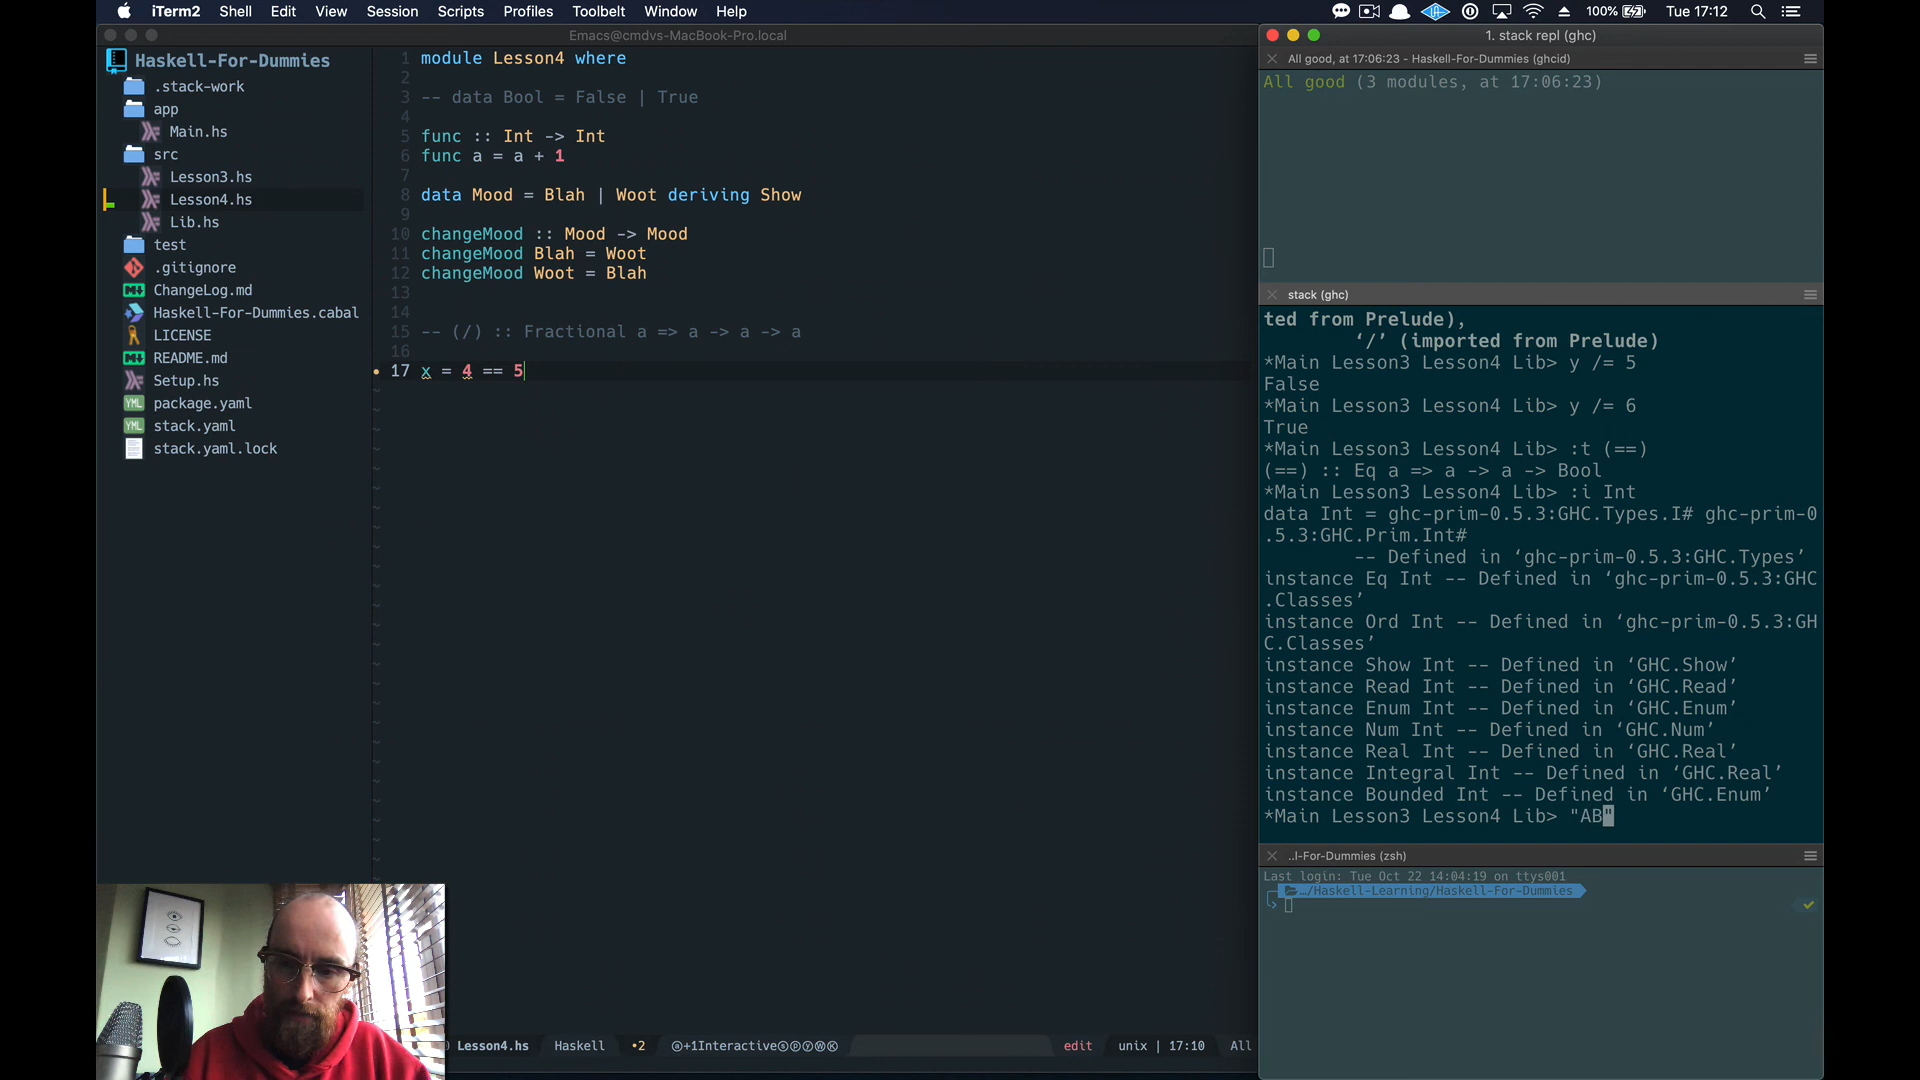 iTerm2 Shell Edit View Session Scripts Profiles Toolbelt Window Help 100% Tue 17:12
Emacs@cmdvs-MacBook-Pro.local
Haskell-For-Dummies
.stack-work
app
Main.hs
src
Lesson3.hs
Lesson4.hs
Lib.hs
test
.gitignore
ChangeLog.md
Haskell-For-Dummies.cabal
LICENSE
README.md
Setup.hs
YML package.yaml
YML stack.yaml
stack.yaml.lock
1 module Lesson4 where
2
3 -- data Bool = False | True
4
5 func :: Int -> Int
6 func a = a + 1
7
8 data Mood = Blah | Woot deriving Show
9
10 changeMood :: Mood -> Mood
11 changeMood Blah = Woot
12 changeMood Woot = Blah
13
14
15 -- (/) :: Fractional a => a -> a -> a
16
17 x = 4 == 5
Lesson4.hs Haskell •2 ⓐ+1Interactiveⓢⓟⓨⓦⓚ edit unix | 17:10 All
1. stack repl (ghc)
All good, at 17:06:23 - Haskell-For-Dummies (ghcid)
All good (3 modules, at 17:06:23)
stack (ghc)
ted from Prelude),
‘/’ (imported from Prelude)
*Main Lesson3 Lesson4 Lib> y /= 5
False
*Main Lesson3 Lesson4 Lib> y /= 6
True
*Main Lesson3 Lesson4 Lib> :t (==)
(==) :: Eq a => a -> a -> Bool
*Main Lesson3 Lesson4 Lib> :i Int
data Int = ghc-prim-0.5.3:GHC.Types.I# ghc-prim-0
.5.3:GHC.Prim.Int#
-- Defined in ‘ghc-prim-0.5.3:GHC.Types’
instance Eq Int -- Defined in ‘ghc-prim-0.5.3:GHC
.Classes’
instance Ord Int -- Defined in ‘ghc-prim-0.5.3:GH
C.Classes’
instance Show Int -- Defined in ‘GHC.Show’
instance Read Int -- Defined in ‘GHC.Read’
instance Enum Int -- Defined in ‘GHC.Enum’
instance Num Int -- Defined in ‘GHC.Num’
instance Real Int -- Defined in ‘GHC.Real’
instance Integral Int -- Defined in ‘GHC.Real’
instance Bounded Int -- Defined in ‘GHC.Enum’
*Main Lesson3 Lesson4 Lib> "AB"
..l-For-Dummies (zsh)
Last login: Tue Oct 22 14:04:19 on ttys001
…/Haskell-Learning/Haskell-For-Dummies